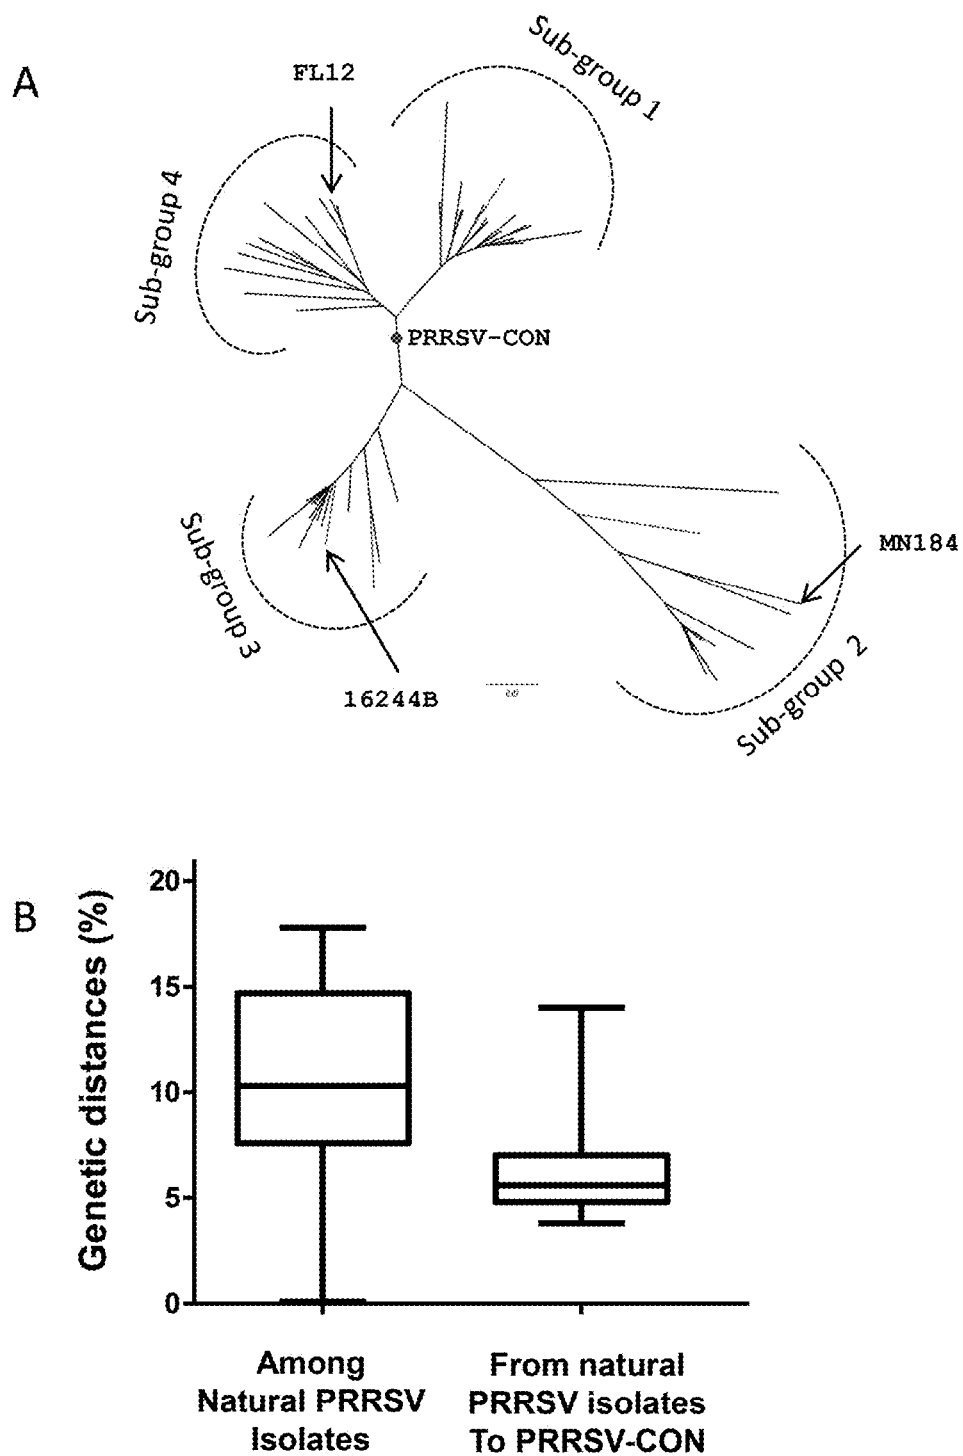 A
FL12
Sub-group 1
Sub-group 4
PRRSV-CON
Sub-group 3
MN184
16244B
Sub-group 2
B
Genetic distances (%)
20
15
10
5
0
Among
Natural PRRSV
Isolates
From natural
PRRSV isolates
To PRRSV-CON